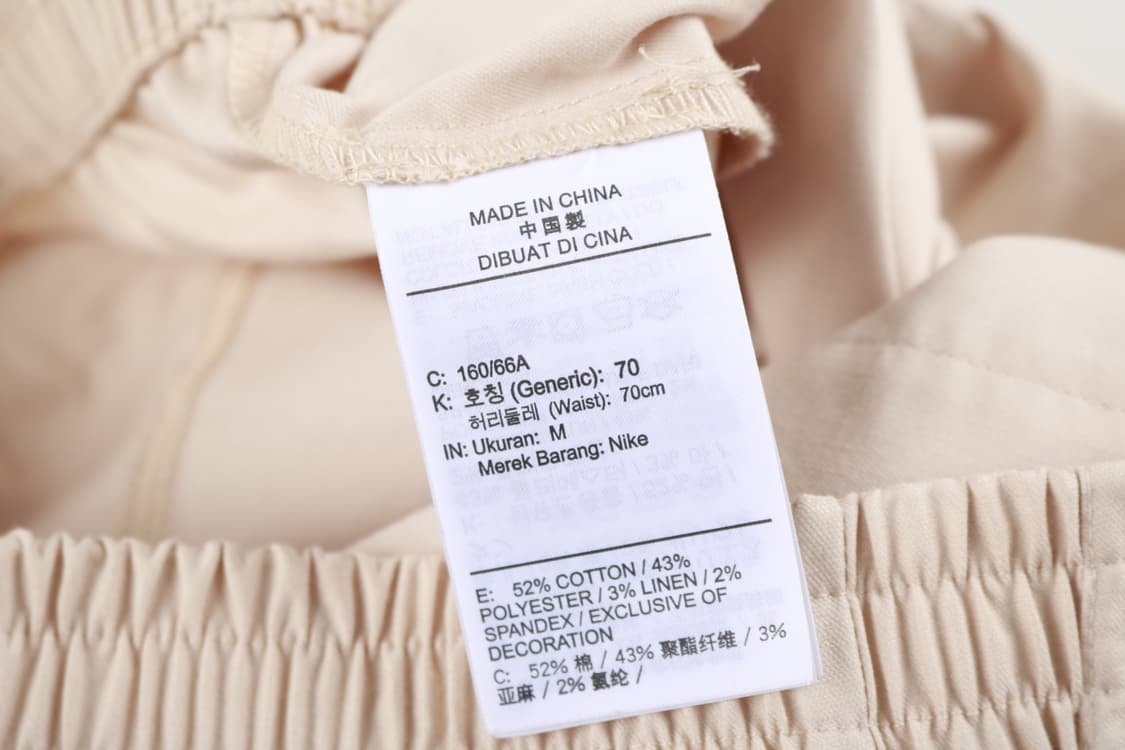 MADE IN CHINA
中国製
DIBUAT DI CINA
C: 160/66A
K: 호칭 (Generic): 70
허리둘레 (Waist): 70cm
IN: Ukuran: M
Merek Barang: Nike
E: 52% COTTON / 43%
POLYESTER / 3% LINEN / 2%
SPANDEX / EXCLUSIVE OF
DECORATION
C: 52% 棉 / 43% 聚酯纤维 / 3%
亚麻 / 2% 氨纶 /